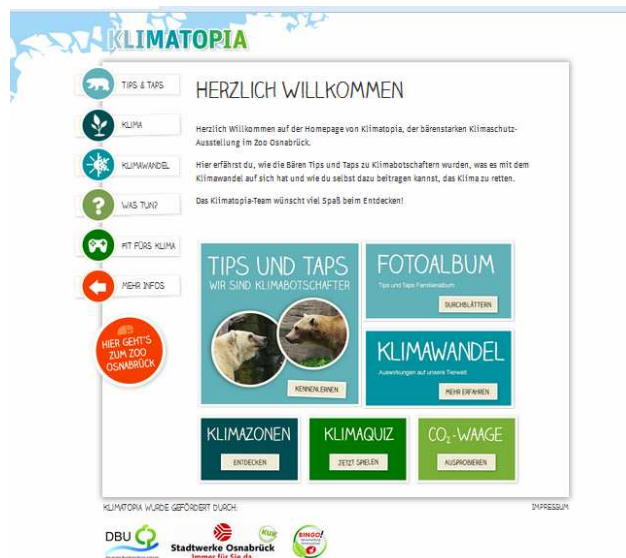 KLIMATOPIA
TIPS & TAPS
KLIMA
KLIMAWANDEL
WAS TUN?
FIT FÜRS KLIMA
MEHR INFOS
HIER GEHT'S
ZUM ZOO
OSNABRÜCK
HERZLICH WILLKOMMEN
Herzlich Willkommen auf der Homepage von Klimatopia, der bärenstarken Klimaschutz-
Ausstellung im Zoo Osnabrück.
Hier erfährst du, wie die Bären Tips und Taps zu Klimabotschaftern wurden, was es mit dem
Klimawandel auf sich hat und wie du selbst dazu beitragen kannst, das Klima zu retten.
Das Klimatopia-Team wünscht viel Spaß beim Entdecken!
TIPS UND TAPS
WIR SIND KLIMABOTSCHAFTER
KENNENLERNEN
FOTOALBUM
Tips und Taps Familienalbum
DURCHBLÄTTERN
KLIMAWANDEL
Auswirkungen auf unsere Tierwelt
MEHR ERFAHREN
KLIMAZONEN
ENTDECKEN
KLIMAQUIZ
JETZT SPIELEN
CO₂-WAAGE
AUSPROBIEREN
KLIMATOPIA WURDE GEFÖRDERT DURCH:
IMPRESSUM
DBU
Stadtwerke Osnabrück
Immer für Sie da.
KUK
BINGO!